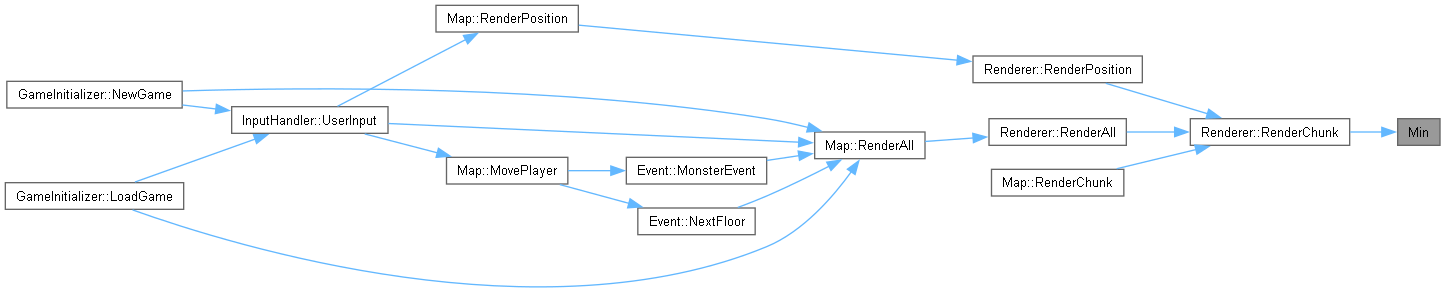 Map::RenderPosition
Renderer::RenderPosition
GameInitializer::NewGame
InputHandler::UserInput
Renderer::RenderAll
Renderer::RenderChunk
Min
Map::RenderAll
Map::MovePlayer
Event::MonsterEvent
Map::RenderChunk
GameInitializer::LoadGame
Event::NextFloor